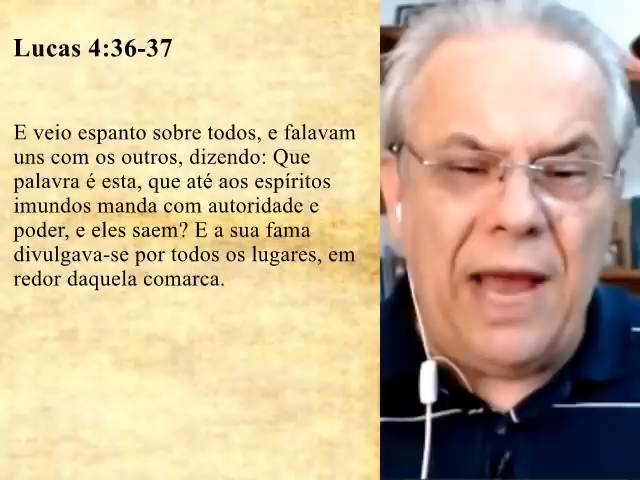 Lucas 4:36-37
E veio espanto sobre todos, e falavam
uns com os outros, dizendo: Que
palavra é esta, que até aos espíritos
imundos manda com autoridade e
poder, e eles saem? E a sua fama
divulgava-se por todos os lugares, em
redor daquela comarca.